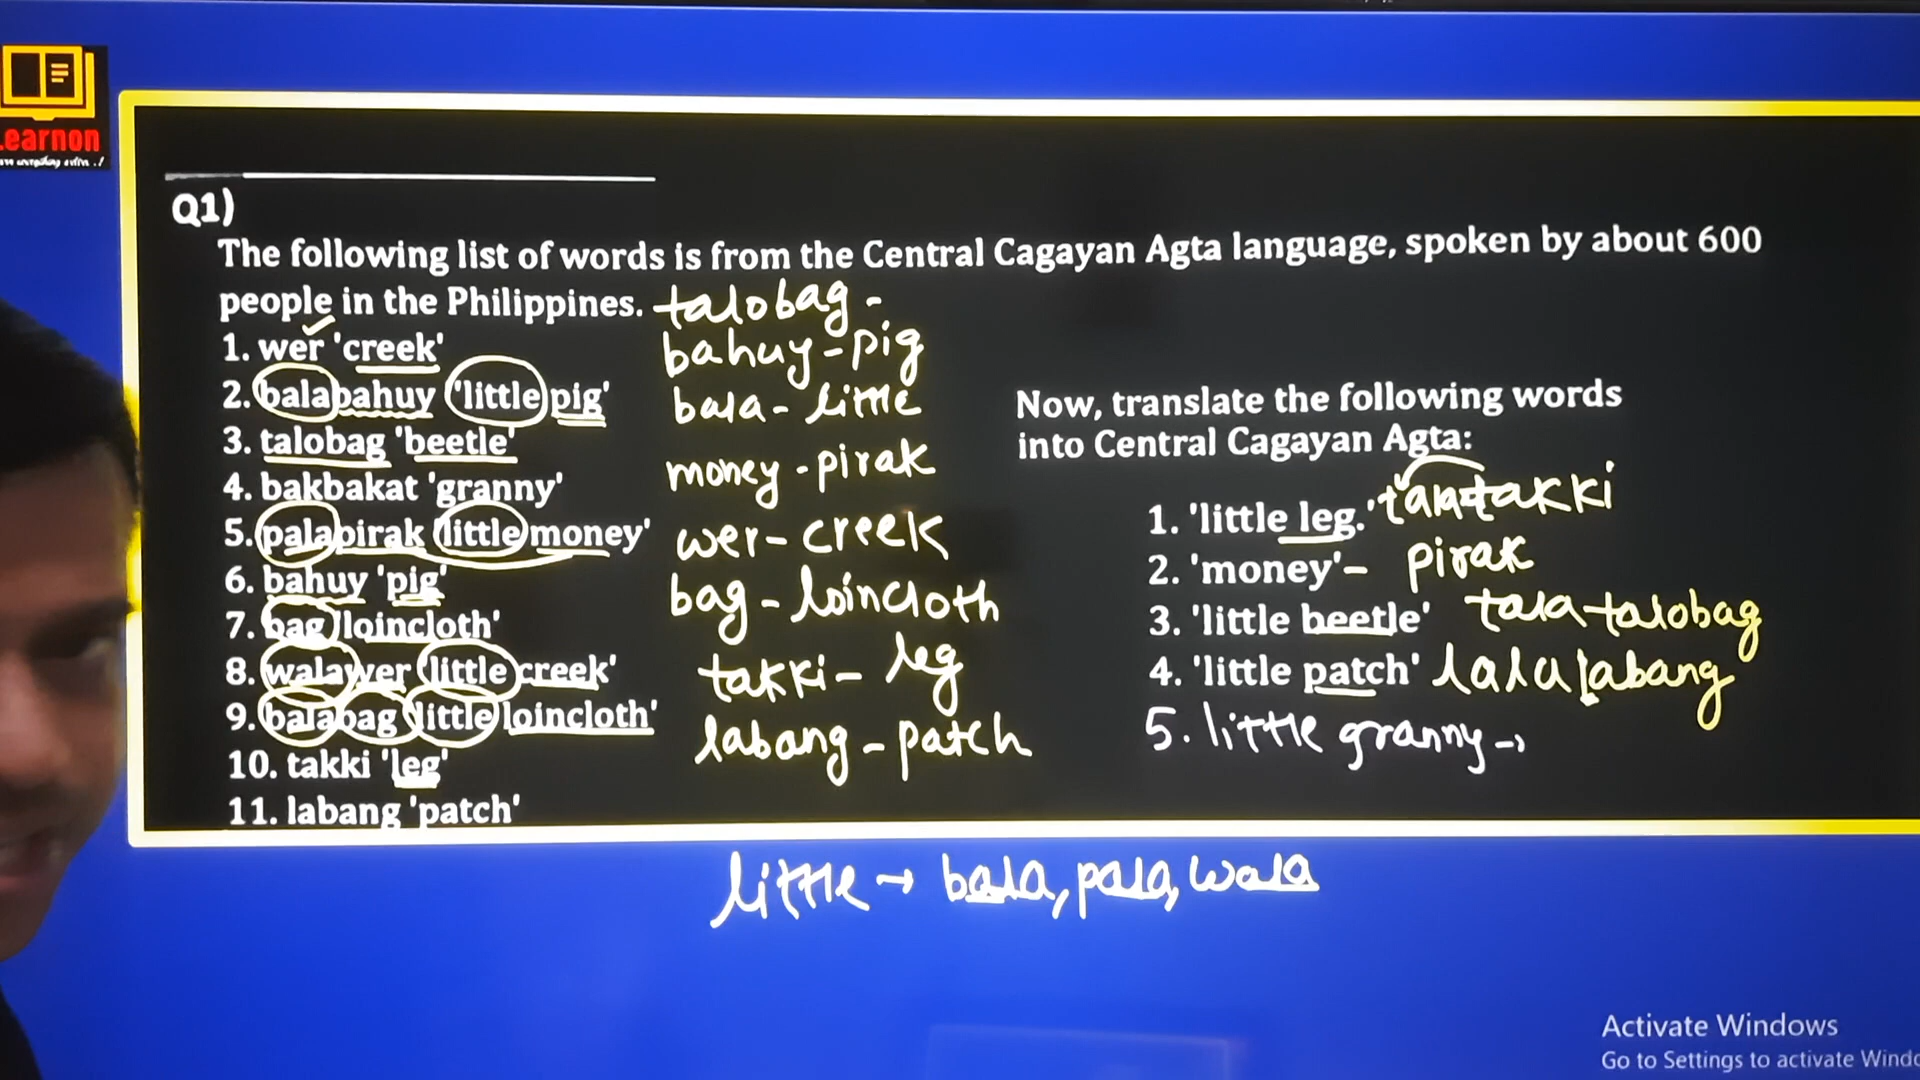 Learnon
Q1)
The following list of words is from the Central Cagayan Agta language, spoken by about 600
people in the Philippines. talobag -
1. wer 'creek' bahuy - pig
2. balabahuy 'little pig' bala - little
3. talobag 'beetle'
4. bakbakat 'granny' money - pirak
5. palapirak 'little money' wer - creek
6. bahuy 'pig'
7. bag 'loincloth' bag - loincloth
8. walawer 'little creek' takki - leg
9. balabag 'little loincloth' labang - patch
10. takki 'leg'
11. labang 'patch'
Now, translate the following words
into Central Cagayan Agta:
1. 'little leg.' talatakki
2. 'money' - pirak
3. 'little beetle' talatalobag
4. 'little patch' lalalabang
5. little granny -
little → bala, pala, wala
Activate Windows
Go to Settings to activate Windo